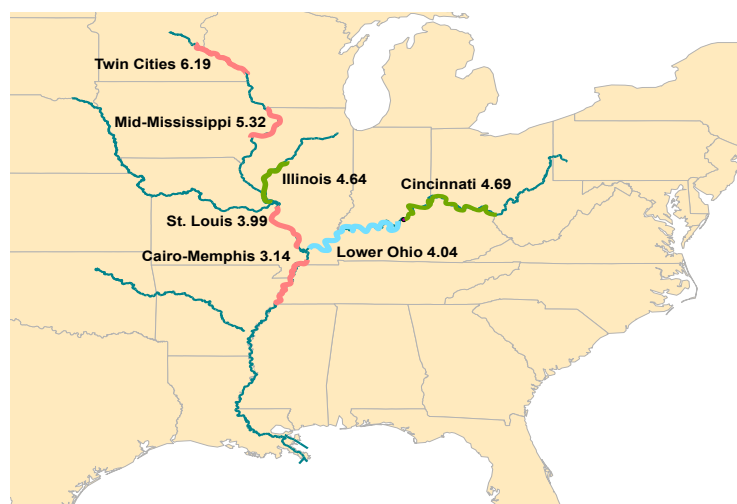 Twin Cities 6.19
Mid-Mississippi 5.32
Illinois 4.64
Cincinnati 4.69
St. Louis 3.99
Cairo-Memphis 3.14
Lower Ohio 4.04